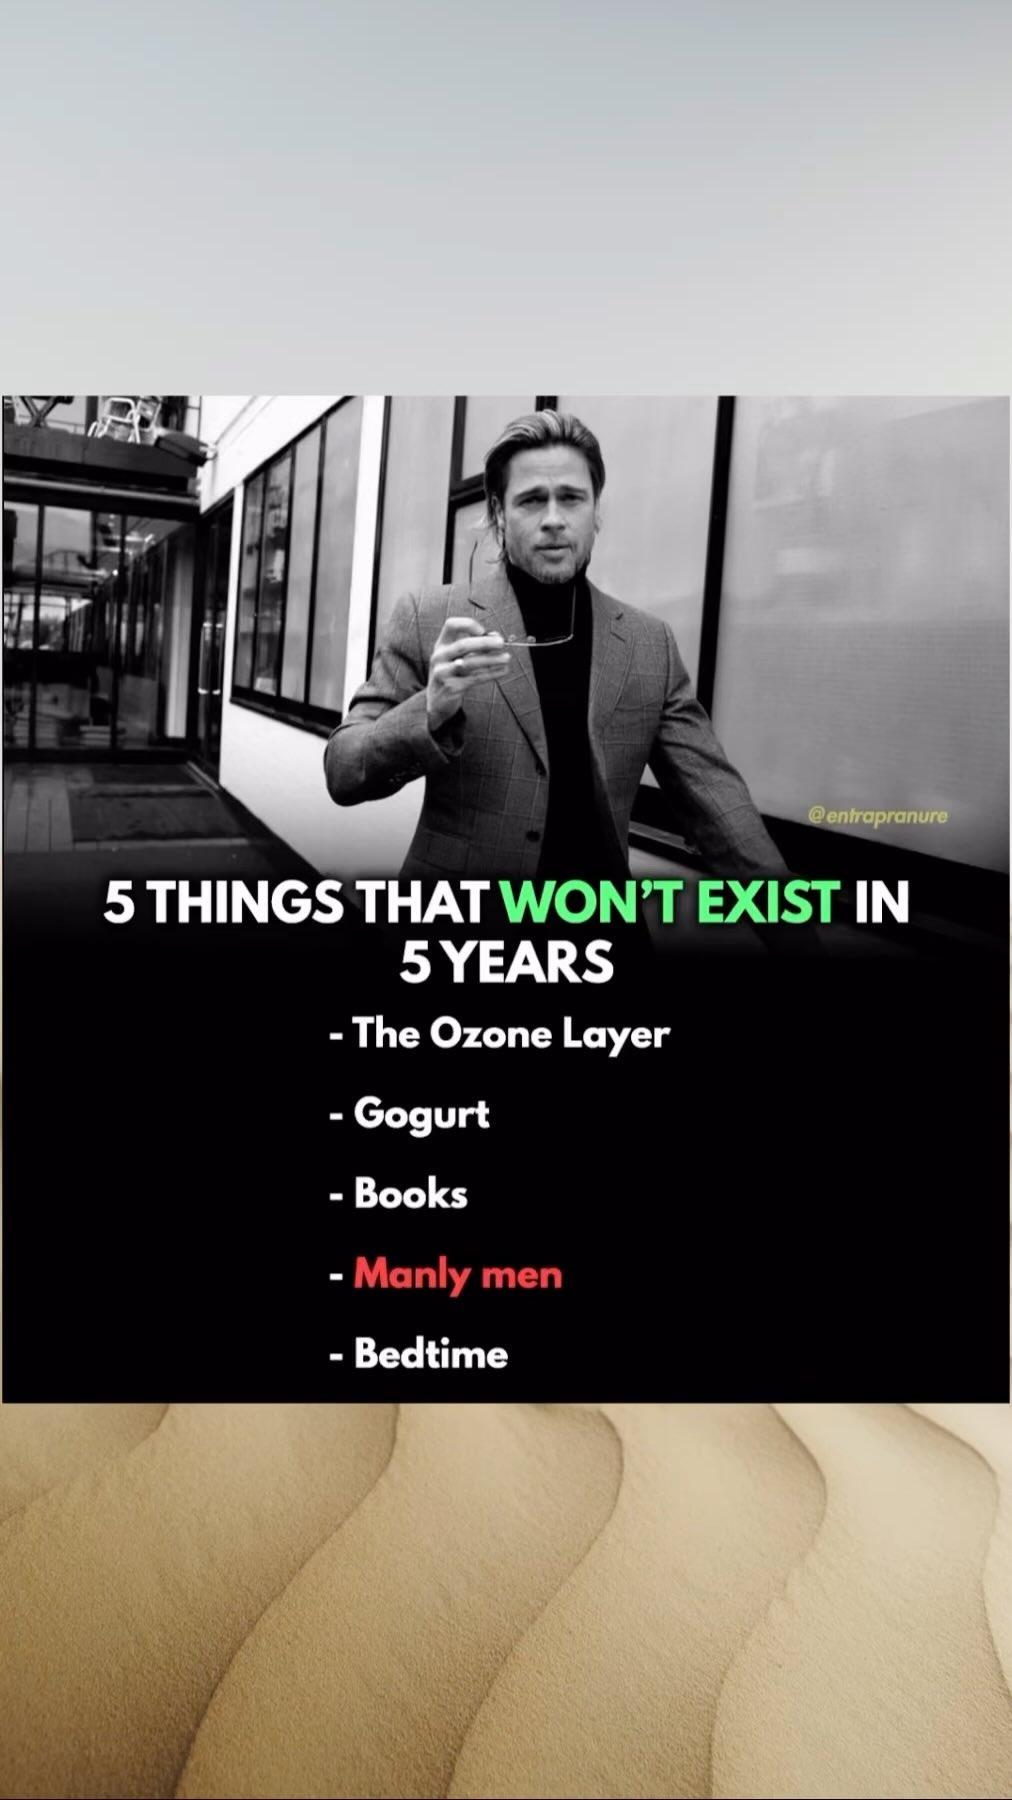 @entrapranure
5 THINGS THAT WON'T EXIST IN
5 YEARS
- The Ozone Layer
- Gogurt
- Books
- Manly men
- Bedtime